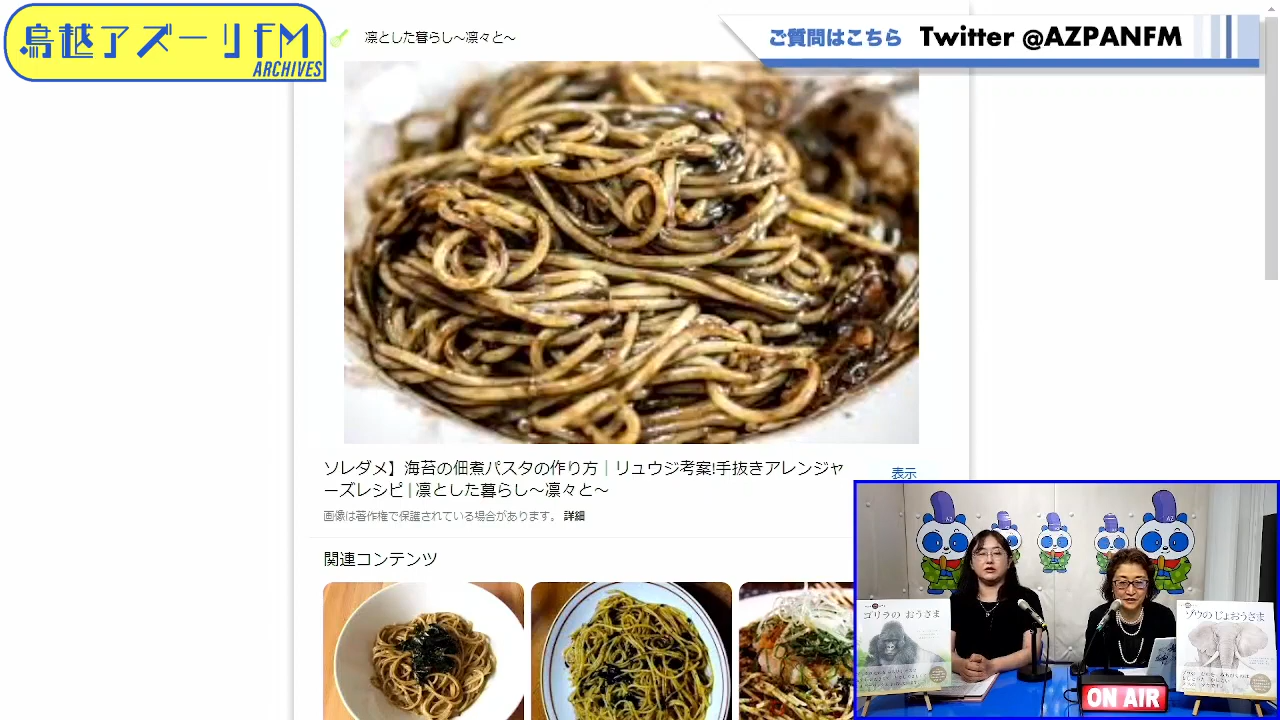 鳥越アズーリFM
ARCHIVES
凛とした暮らし〜凛々と〜
ご質問はこちら Twitter @AZPANFM
ソレダメ】海苔の佃煮パスタの作り方｜リュウジ考案!手抜きアレンジャ
ーズレシピ | 凛とした暮らし〜凛々と〜
表示
画像は著作権で保護されている場合があります。 詳細
関連コンテンツ
ゴリラの おうさま
ゾウの じょおうさま
ON AIR